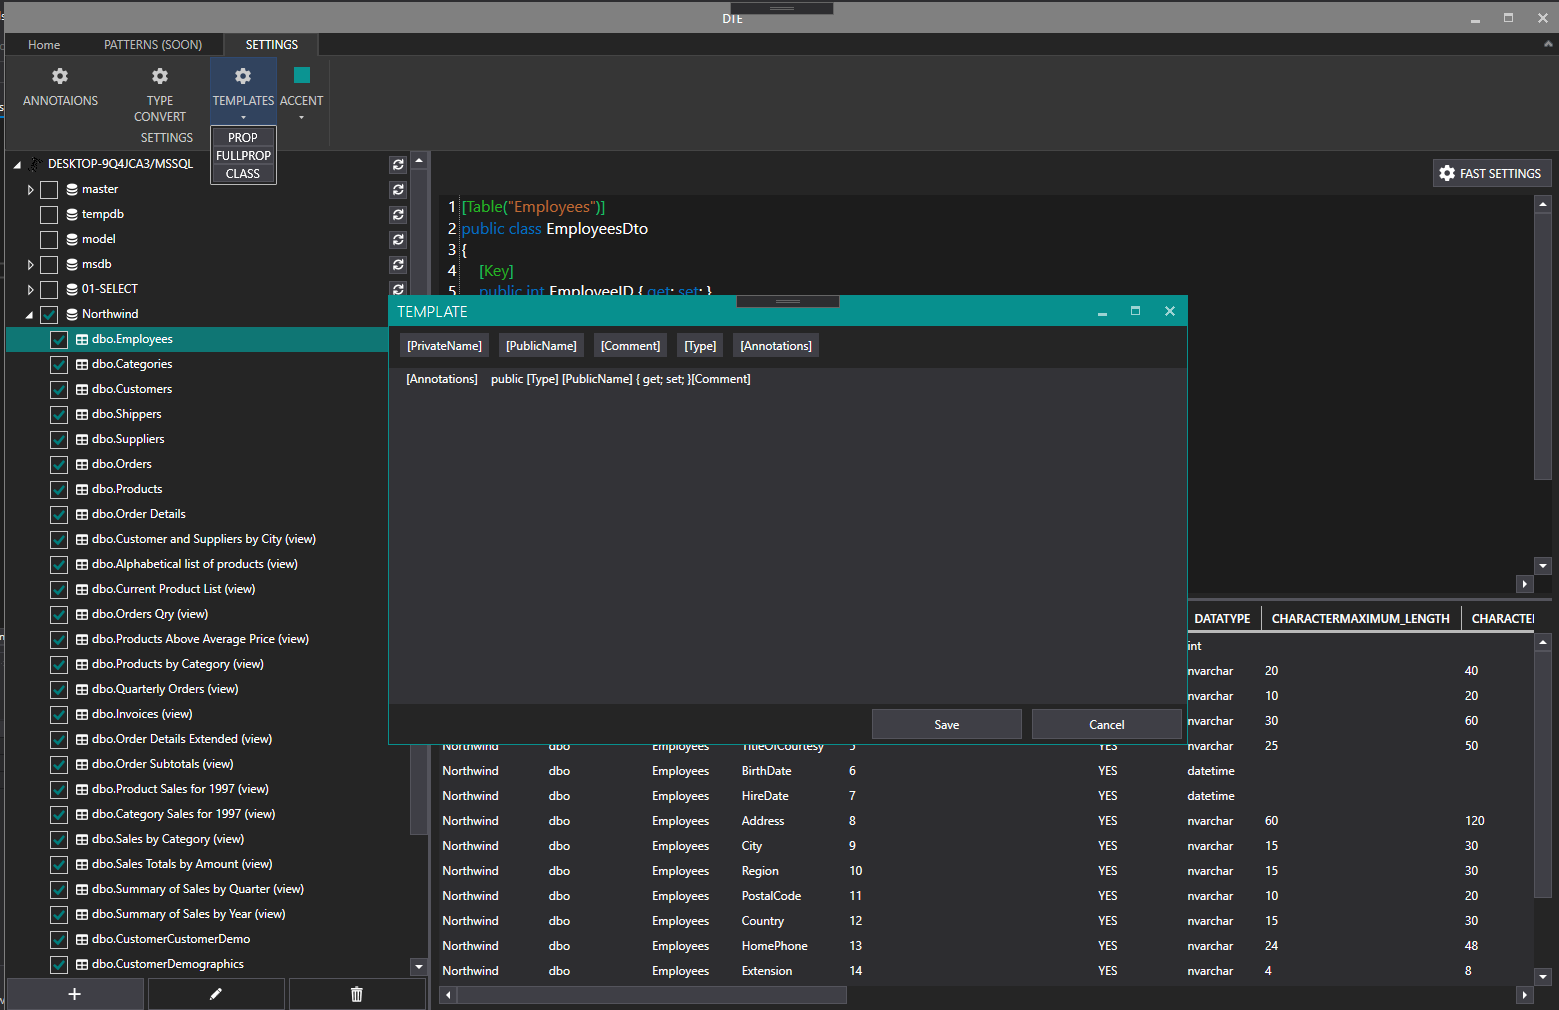 DTE
Home PATTERNS (SOON) SETTINGS
ANNOTAIONS
TYPE CONVERT
TEMPLATES
ACCENT
SETTINGS
PROP
FULLPROP
CLASS
DESKTOP-9Q4JCA3/MSSQL
master
tempdb
model
msdb
01-SELECT
Northwind
dbo.Employees
dbo.Categories
dbo.Customers
dbo.Shippers
dbo.Suppliers
dbo.Orders
dbo.Products
dbo.Order Details
dbo.Customer and Suppliers by City (view)
dbo.Alphabetical list of products (view)
dbo.Current Product List (view)
dbo.Orders Qry (view)
dbo.Products Above Average Price (view)
dbo.Products by Category (view)
dbo.Quarterly Orders (view)
dbo.Invoices (view)
dbo.Order Details Extended (view)
dbo.Order Subtotals (view)
dbo.Product Sales for 1997 (view)
dbo.Category Sales for 1997 (view)
dbo.Sales by Category (view)
dbo.Sales Totals by Amount (view)
dbo.Summary of Sales by Quarter (view)
dbo.Summary of Sales by Year (view)
dbo.CustomerCustomerDemo
dbo.CustomerDemographics
FAST SETTINGS
1 [Table("Employees")]
2 public class EmployeesDto
3 {
4 [Key]
5 public int EmployeeID { get; set; }
TEMPLATE
[PrivateName] [PublicName] [Comment] [Type] [Annotations]
[Annotations] public [Type] [PublicName] { get; set; }[Comment]
Save Cancel
DATATYPE CHARACTERMAXIMUM_LENGTH CHARACTEI
int
nvarchar 20 40
nvarchar 10 20
nvarchar 30 60
Northwind dbo Employees TitleOfCourtesy 5 YES nvarchar 25 50
Northwind dbo Employees BirthDate 6 YES datetime
Northwind dbo Employees HireDate 7 YES datetime
Northwind dbo Employees Address 8 YES nvarchar 60 120
Northwind dbo Employees City 9 YES nvarchar 15 30
Northwind dbo Employees Region 10 YES nvarchar 15 30
Northwind dbo Employees PostalCode 11 YES nvarchar 10 20
Northwind dbo Employees Country 12 YES nvarchar 15 30
Northwind dbo Employees HomePhone 13 YES nvarchar 24 48
Northwind dbo Employees Extension 14 YES nvarchar 4 8